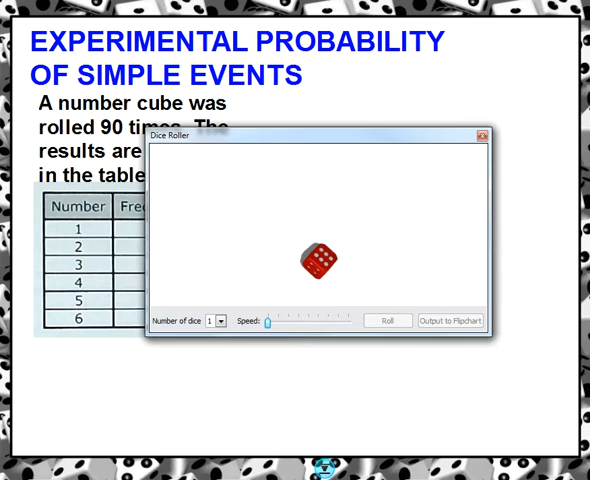 EXPERIMENTAL PROBABILITY
OF SIMPLE EVENTS
A number cube was
rolled 90 times. The
results are
in the table
Number Fre
1
2
3
4
5
6
Dice Roller
Number of dice 1 Speed: Roll Output to Flipchart